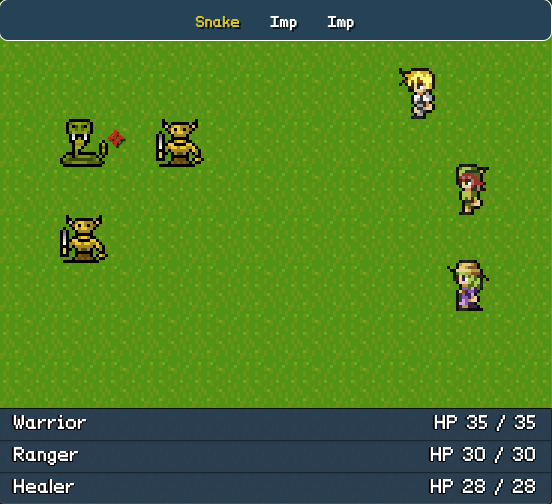 Snake Imp Imp
Warrior HP 35 / 35
Ranger HP 30 / 30
Healer HP 28 / 28